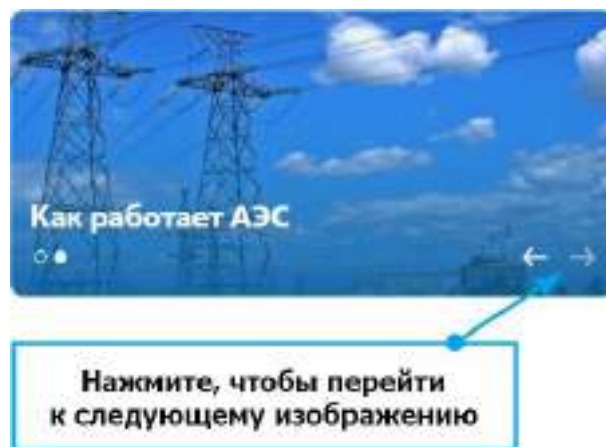 Как работает АЭС
Нажмите, чтобы перейти
к следующему изображению